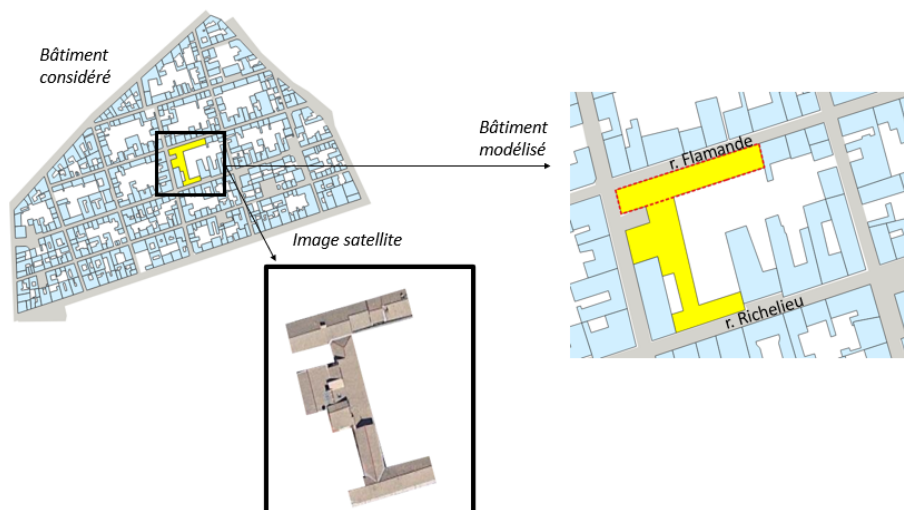 Bâtiment
considéré
Bâtiment
modélisé
r. Flamande
Image satellite
r. Richelieu